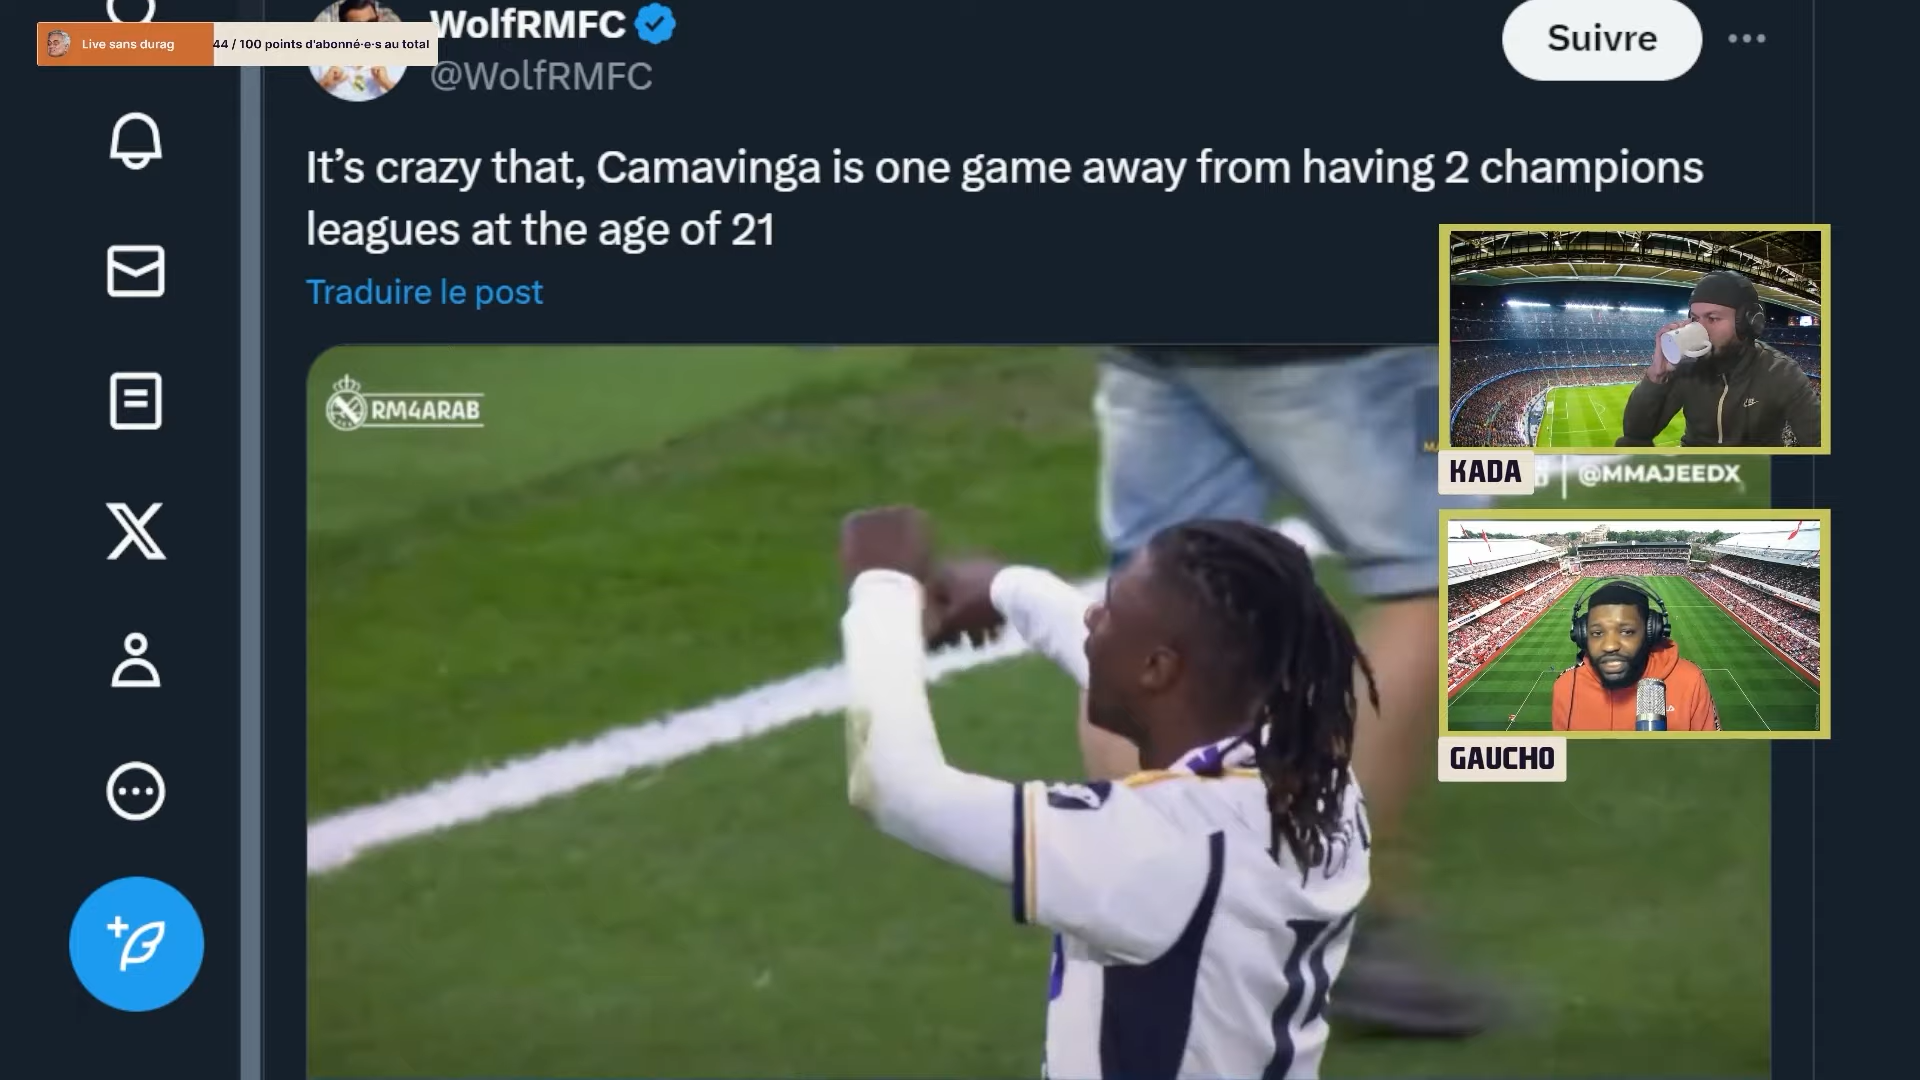 Live sans durag
44 / 100 points d'abonné·e·s au total
WolfRMFC
@WolfRMFC
Suivre
It's crazy that, Camavinga is one game away from having 2 champions
leagues at the age of 21
Traduire le post
RM4ARAB
KADA
@MMAJEEDX
GAUCHO